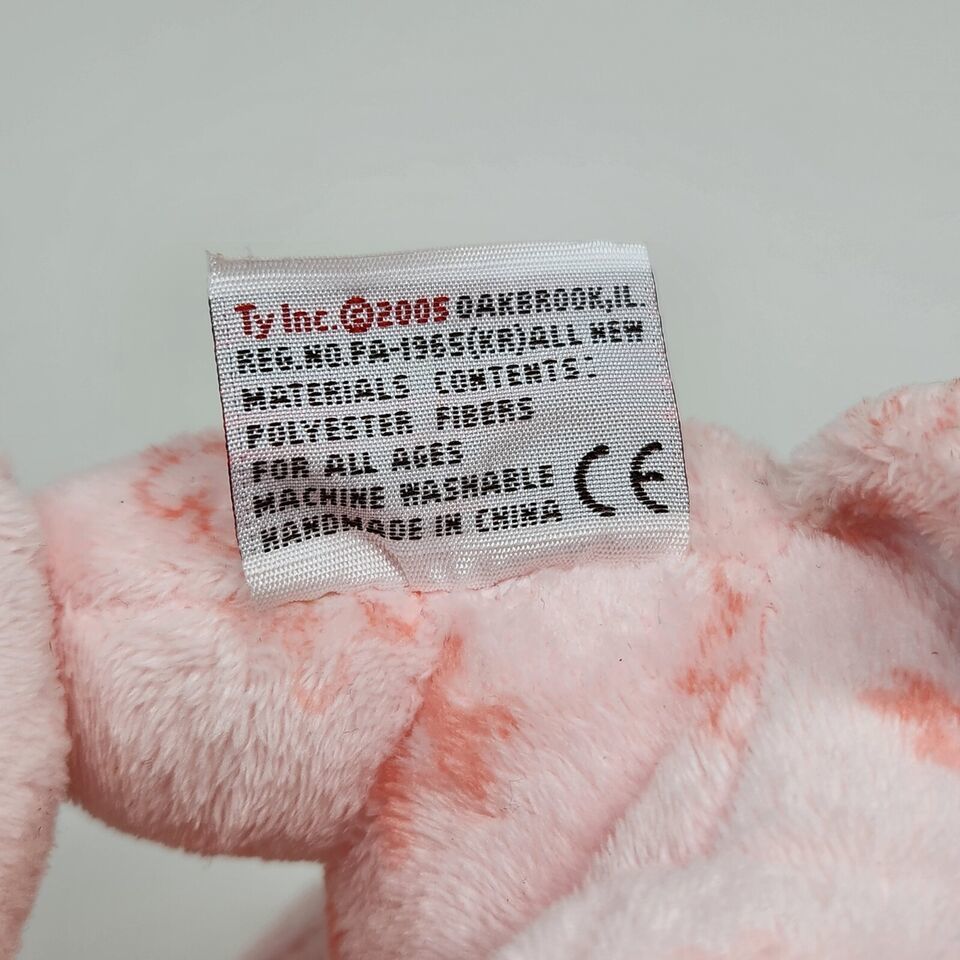 Ty Inc. ©2005 OAKBROOK,IL.
REG.NO.PA-1965(KR)ALL NEW
MATERIALS CONTENTS:
POLYESTER FIBERS
FOR ALL AGES
MACHINE WASHABLE
HANDMADE IN CHINA CE